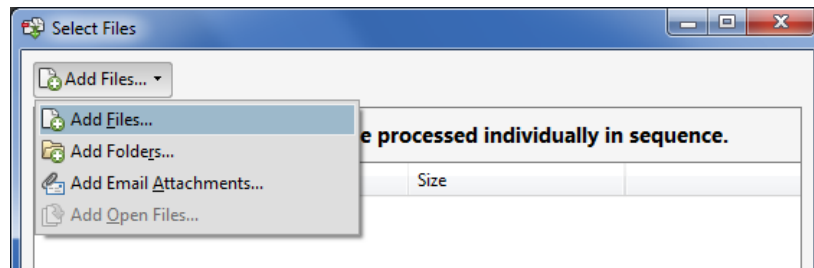 Select Files
Add Files...
Add Files...
e processed individually in sequence.
Add Folders...
Size
Add Email Attachments...
Add Open Files...